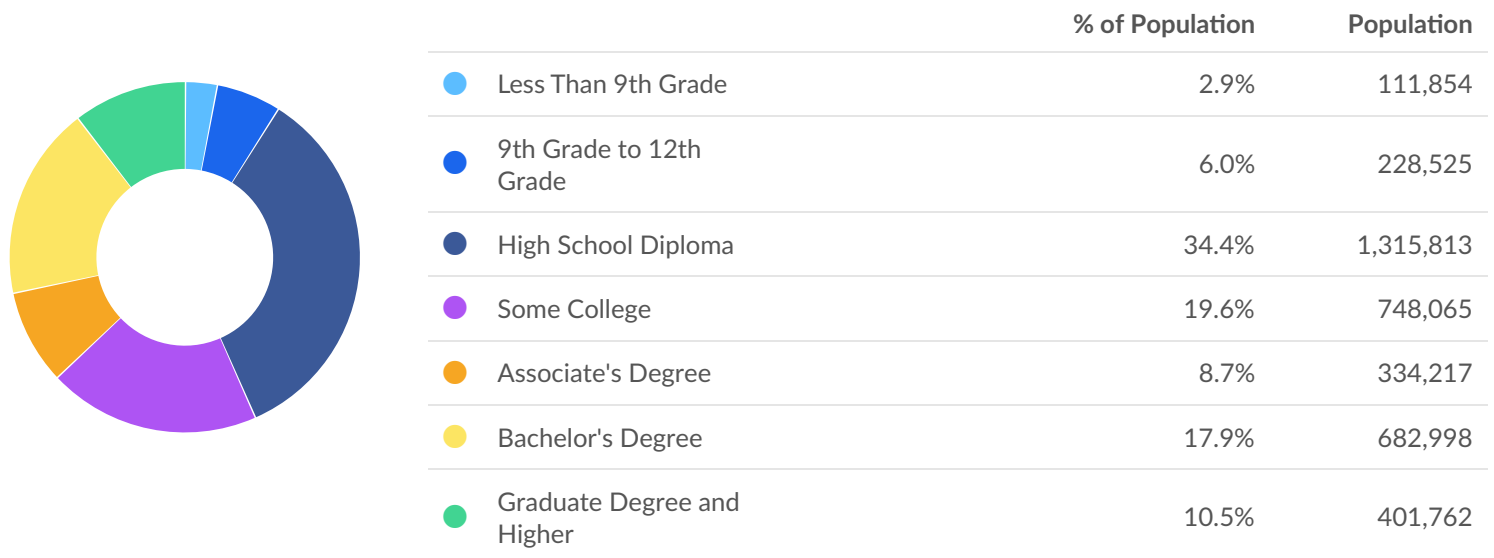 % of Population Population
Less Than 9th Grade 2.9% 111,854
9th Grade to 12th
Grade 6.0% 228,525
High School Diploma 34.4% 1,315,813
Some College 19.6% 748,065
Associate's Degree 8.7% 334,217
Bachelor's Degree 17.9% 682,998
Graduate Degree and
Higher 10.5% 401,762